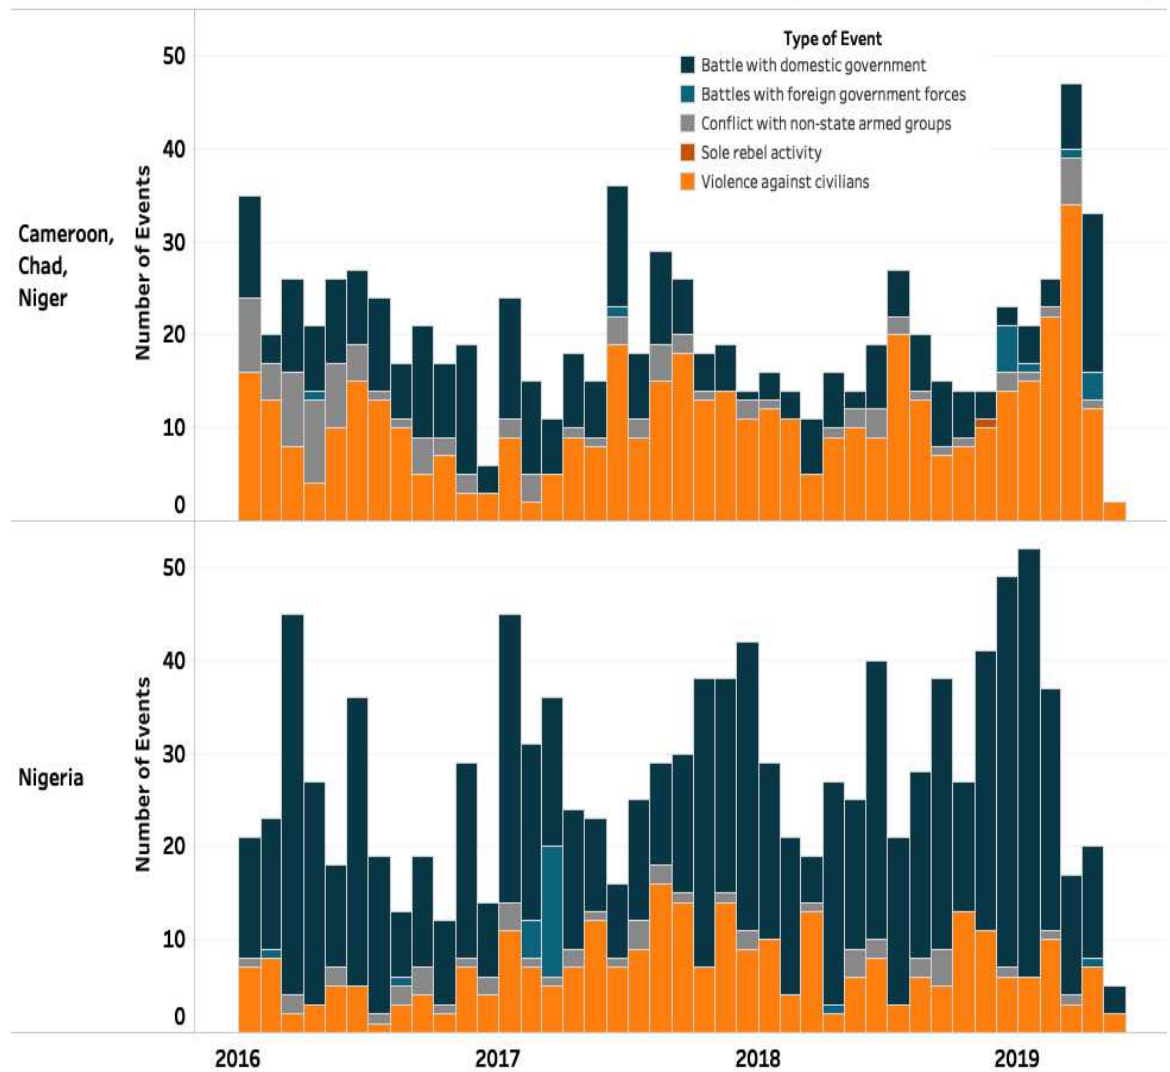 Type of Event
Battle with domestic government
Battles with foreign government forces
Conflict with non-state armed groups
Sole rebel activity
Violence against civilians
Cameroon,
Chad,
Niger
Number of Events
50
40
30
20
10
0
Nigeria
Number of Events
50
40
30
20
10
0
2016
2017
2018
2019